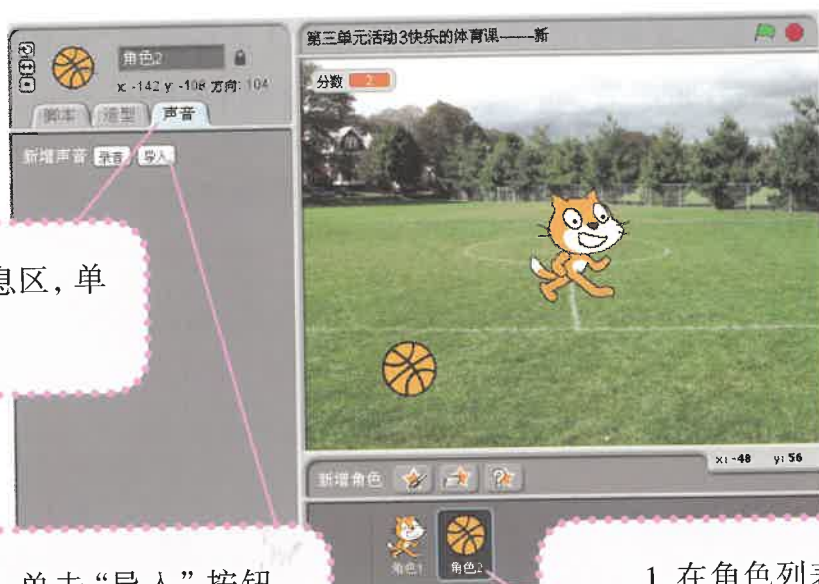 第三单元活动3快乐的体育课——新
角色2
x: -142 y: -108 方向: 104
分数 2
脚本 造型 声音
新增声音 录音 导入
息区，单
x: -48 y: 56
新增角色
角色1 角色2
单击“导入”按钮
1.在角色列表